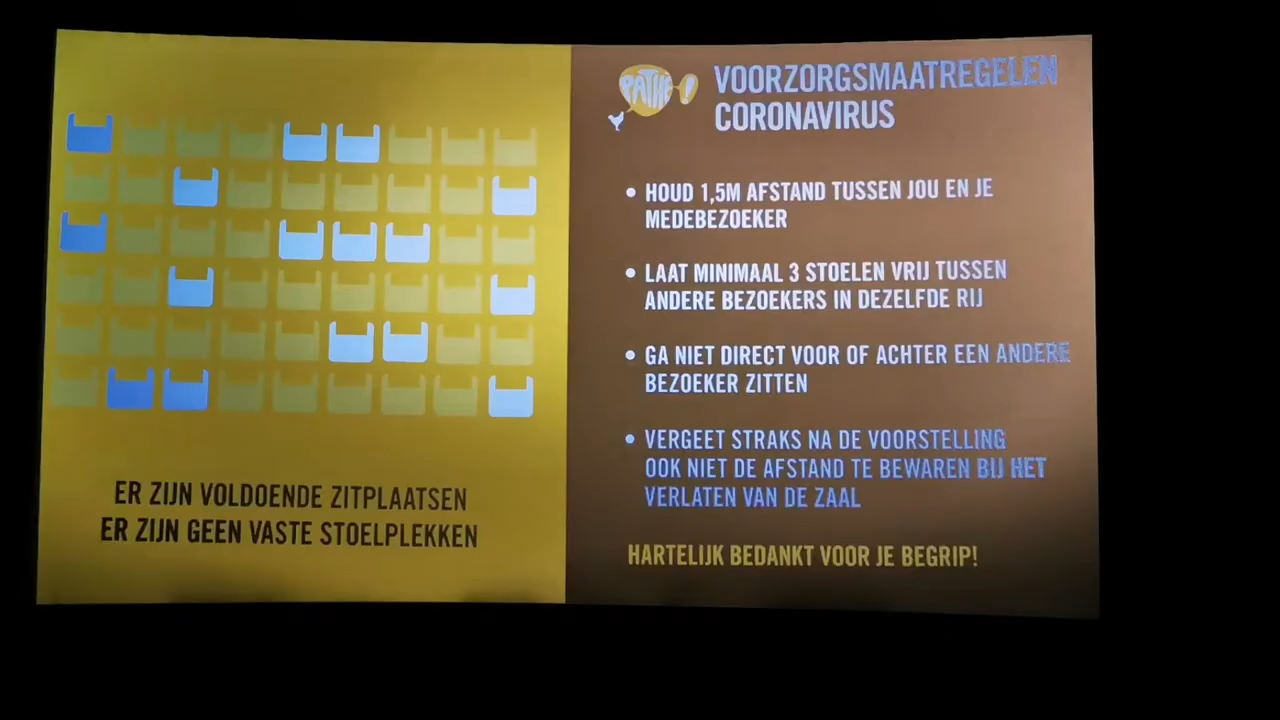 ER ZIJN VOLDOENDE ZITPLAATSEN
ER ZIJN GEEN VASTE STOELPLEKKEN
PATHÉ!
VOORZORGSMAATREGELEN
CORONAVIRUS
• HOUD 1,5M AFSTAND TUSSEN JOU EN JE
MEDEBEZOEKER
• LAAT MINIMAAL 3 STOELEN VRIJ TUSSEN
ANDERE BEZOEKERS IN DEZELFDE RIJ
• GA NIET DIRECT VOOR OF ACHTER EEN ANDERE
BEZOEKER ZITTEN
• VERGEET STRAKS NA DE VOORSTELLING
OOK NIET DE AFSTAND TE BEWAREN BIJ HET
VERLATEN VAN DE ZAAL
HARTELIJK BEDANKT VOOR JE BEGRIP!